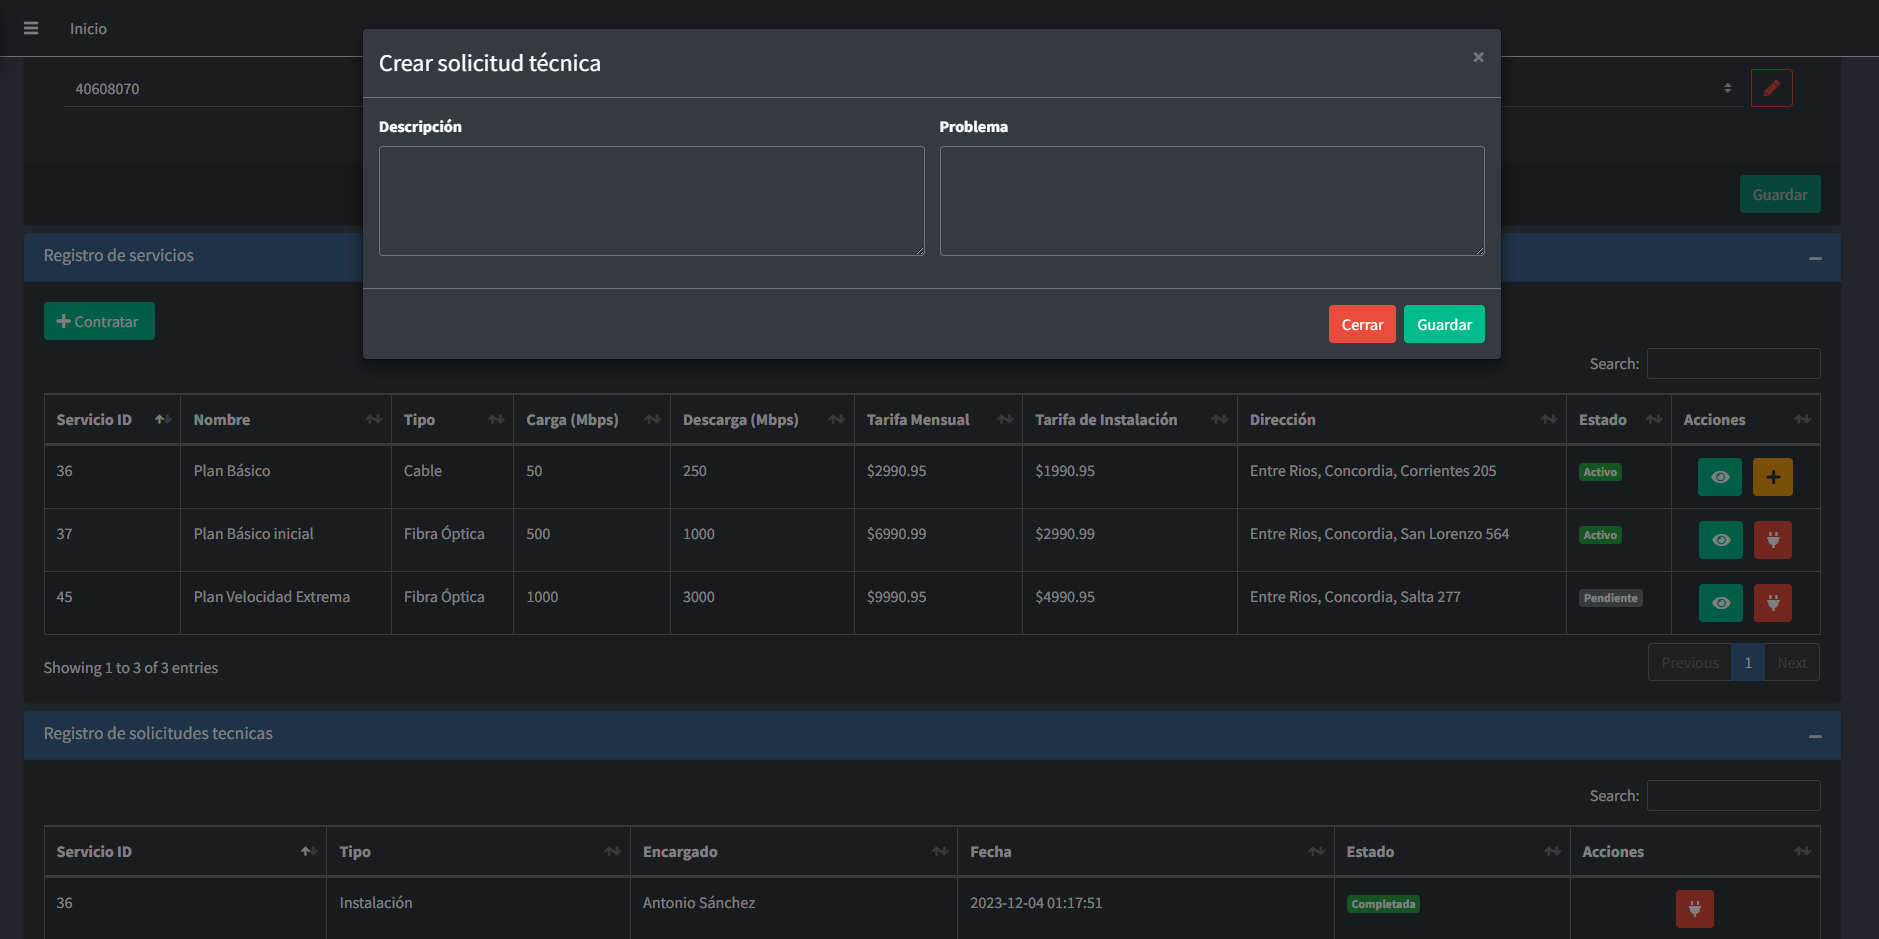 Inicio
Crear solicitud técnica
×
40608070
Descripción
Problema
Guardar
Registro de servicios
Contratar
Cerrar
Guardar
Search:
Servicio ID
Nombre
Tipo
Carga (Mbps)
Descarga (Mbps)
Tarifa Mensual
Tarifa de Instalación
Dirección
Estado
Acciones
36
Plan Básico
Cable
50
250
$2990.95
$1990.95
Entre Rios, Concordia, Corrientes 205
Activo
37
Plan Básico inicial
Fibra Óptica
500
1000
$6990.99
$2990.99
Entre Rios, Concordia, San Lorenzo 564
Activo
45
Plan Velocidad Extrema
Fibra Óptica
1000
3000
$9990.95
$4990.95
Entre Rios, Concordia, Salta 277
Pendiente
Showing 1 to 3 of 3 entries
Previous
1
Next
Registro de solicitudes tecnicas
Search:
Servicio ID
Tipo
Encargado
Fecha
Estado
Acciones
36
Instalación
Antonio Sánchez
2023-12-04 01:17:51
Completada